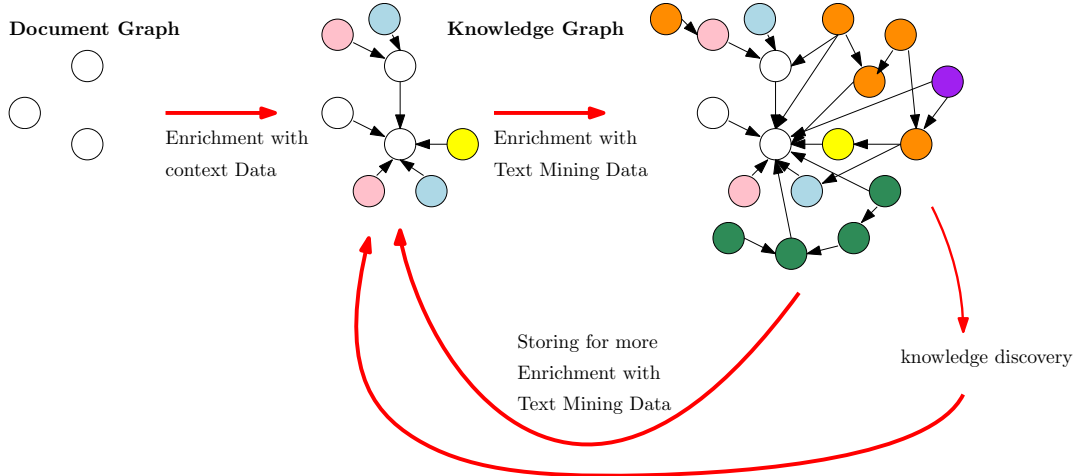 Document Graph
Knowledge Graph
Enrichment with
context Data
Enrichment with
Text Mining Data
Storing for more
Enrichment with
Text Mining Data
knowledge discovery